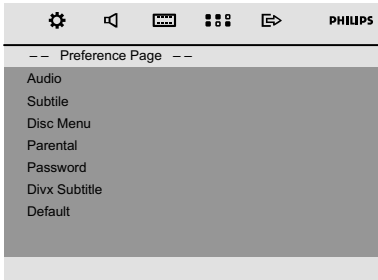 PHILIPS
–– Preference Page ––
Audio
Subtile
Disc Menu
Parental
Password
Divx Subtitle
Default